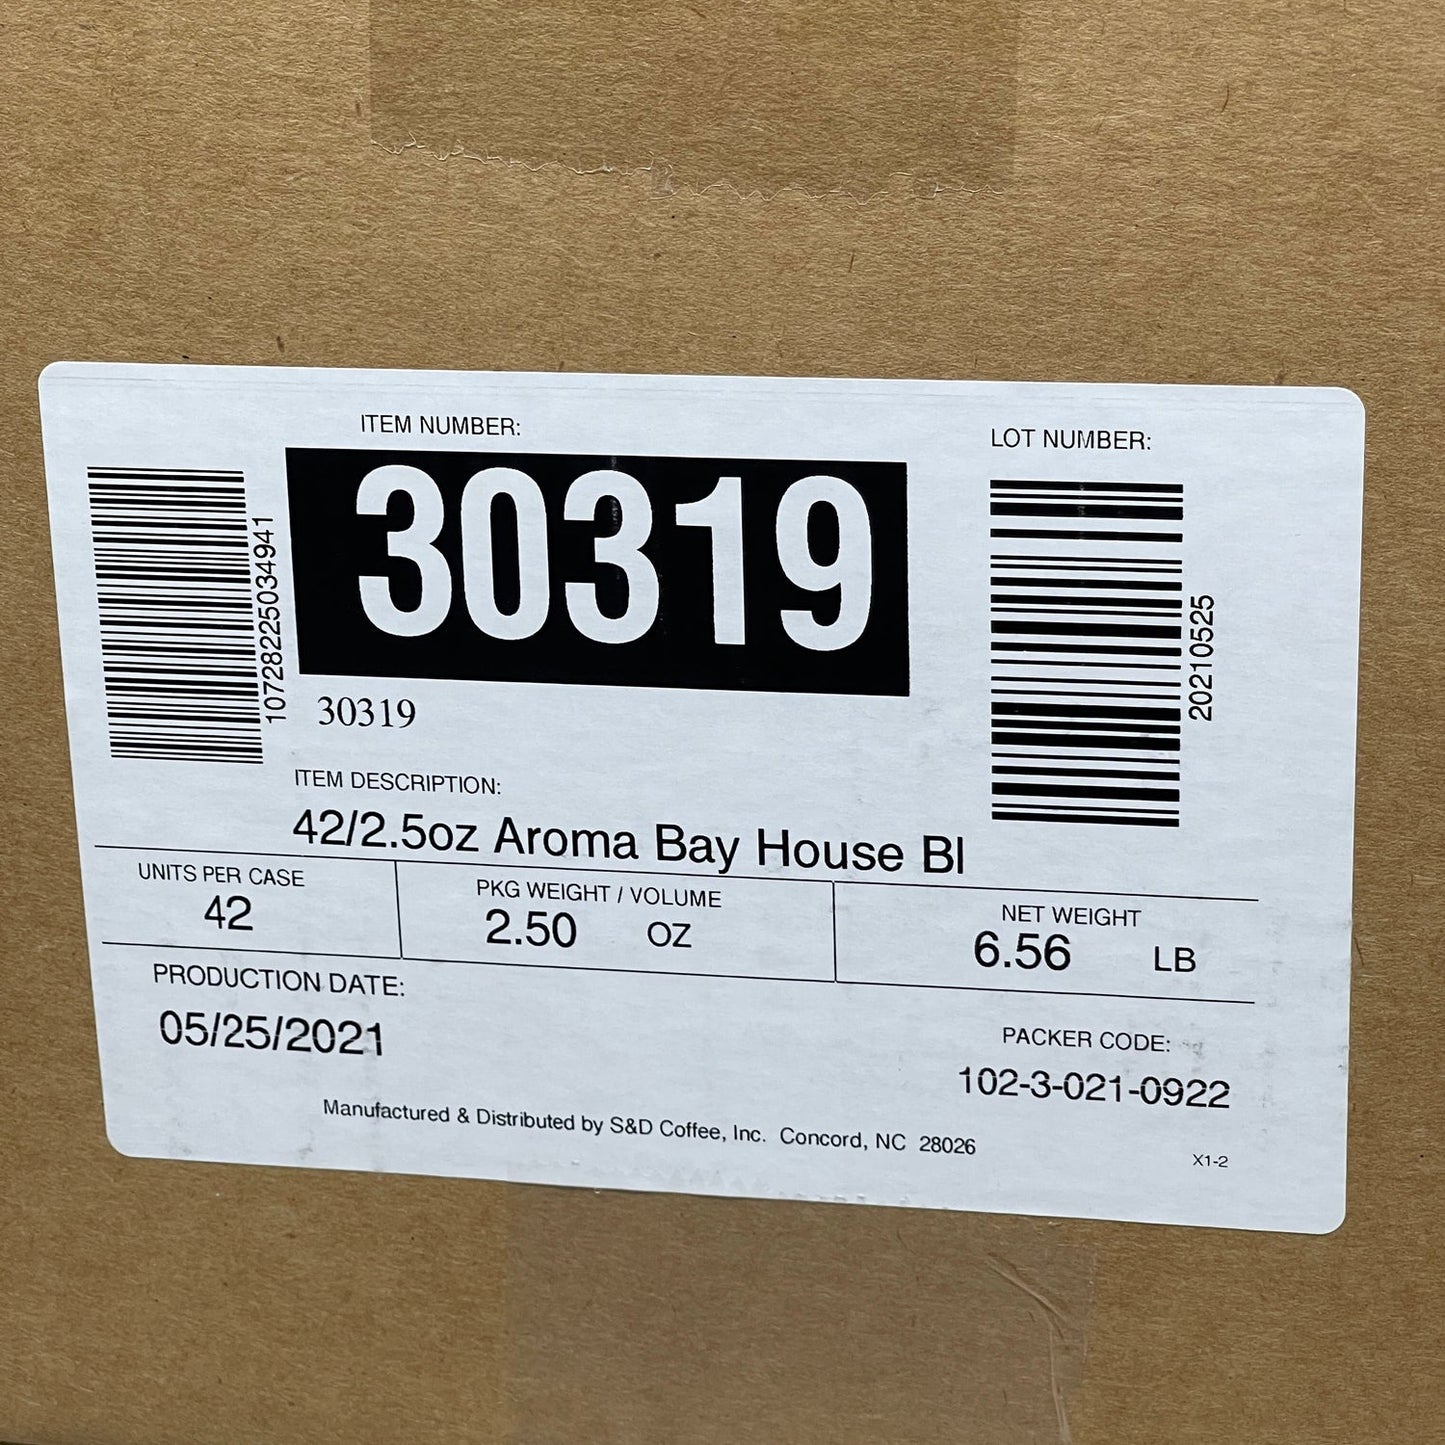 ITEM NUMBER:
LOT NUMBER:
30319
10728225034941
20210525
30319
ITEM DESCRIPTION:
42/2.5oz Aroma Bay House Bl
UNITS PER CASE
PKG WEIGHT / VOLUME
NET WEIGHT
42
2.50 OZ
6.56 LB
PRODUCTION DATE:
05/25/2021
PACKER CODE:
102-3-021-0922
Manufactured & Distributed by S&D Coffee, Inc. Concord, NC 28026
X1-2